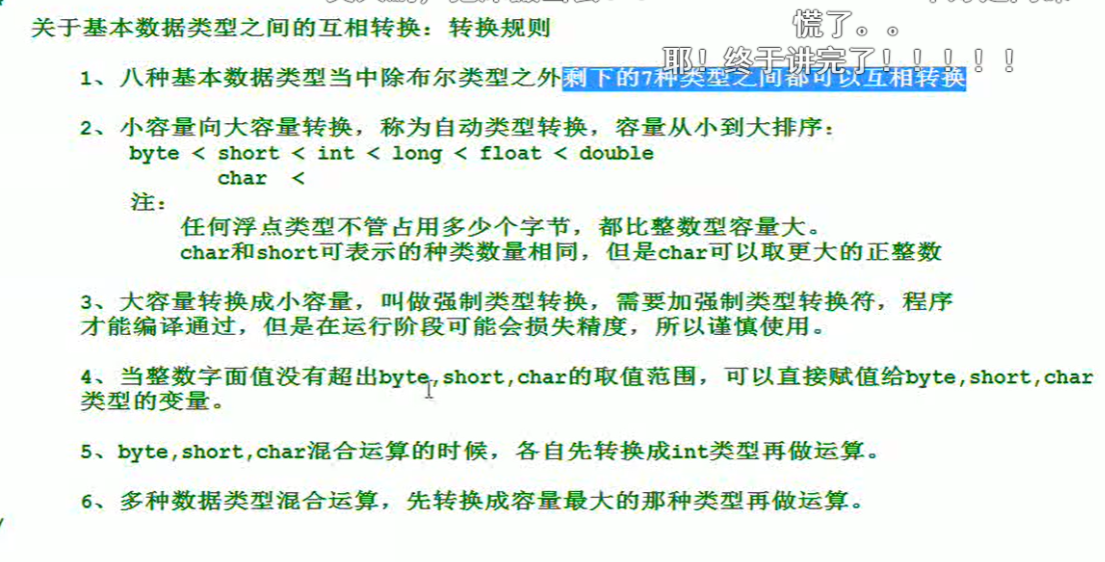 关于基本数据类型之间的互相转换：转换规则
慌了。。
耶！终于讲完了！！！！！
1、八种基本数据类型当中除布尔类型之外剩下的7种类型之间都可以互相转换
2、小容量向大容量转换，称为自动类型转换，容量从小到大排序：
byte < short < int < long < float < double
char <
注：
任何浮点类型不管占用多少个字节，都比整数型容量大。
char和short可表示的种类数量相同，但是char可以取更大的正整数
3、大容量转换成小容量，叫做强制类型转换，需要加强制类型转换符，程序
才能编译通过，但是在运行阶段可能会损失精度，所以谨慎使用。
4、当整数字面值没有超出byte,short,char的取值范围，可以直接赋值给byte,short,char
类型的变量。
5、byte,short,char混合运算的时候，各自先转换成int类型再做运算。
6、多种数据类型混合运算，先转换成容量最大的那种类型再做运算。